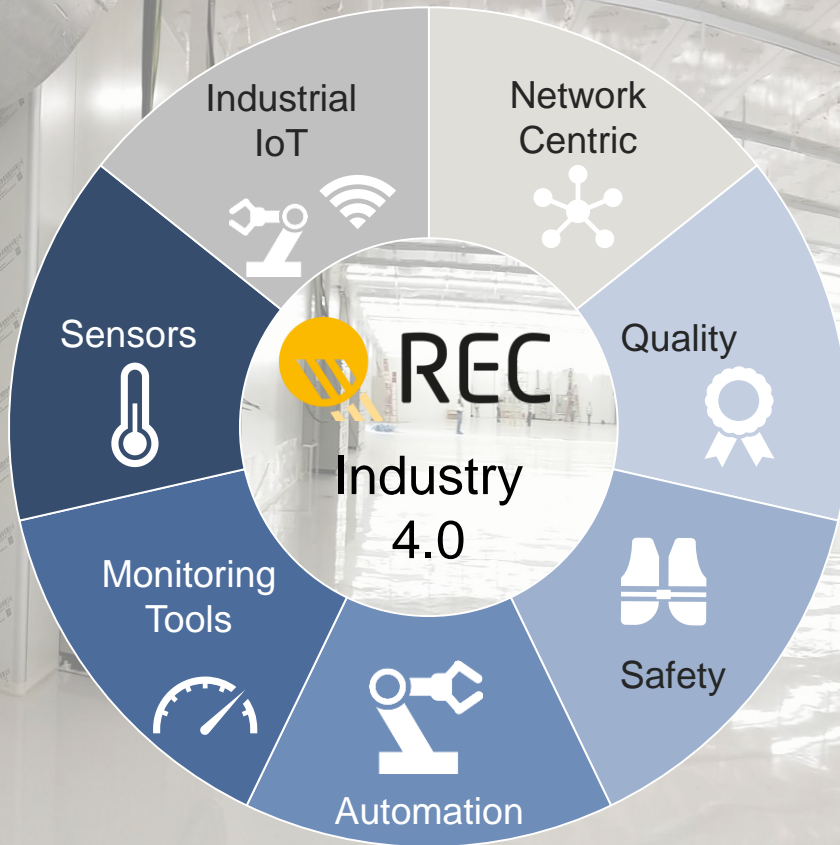 Industrial
IoT
Network
Centric
Sensors
Quality
REC
Industry
4.0
Monitoring
Tools
Safety
Automation